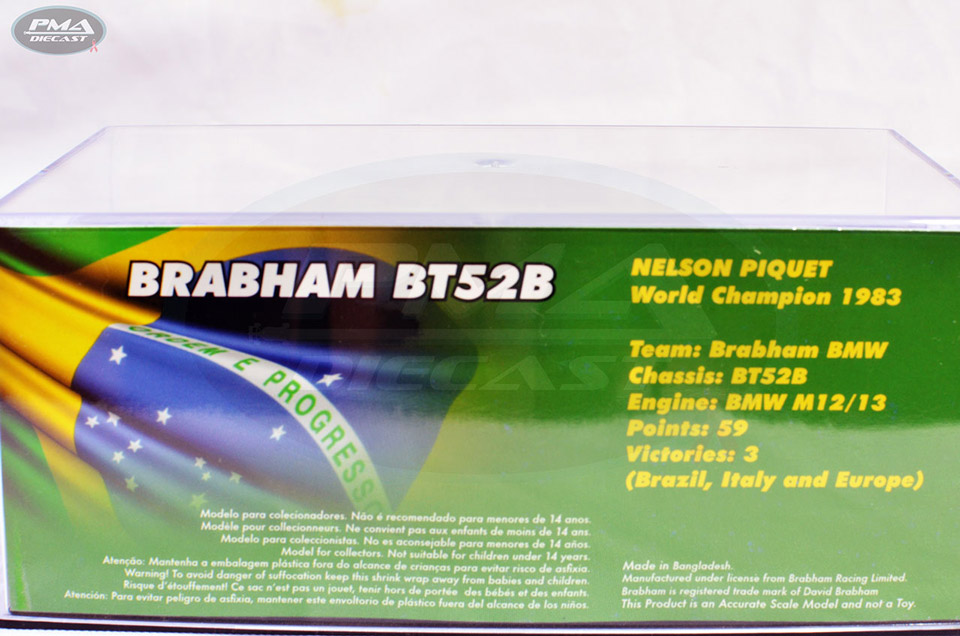 PMA
DIECAST
BRABHAM BT52B
ORDEM E PROGRESSO
NELSON PIQUET
World Champion 1983
Team: Brabham BMW
Chassis: BT52B
Engine: BMW M12/13
Points: 59
Victories: 3
(Brazil, Italy and Europe)
PMA
DIECAST
Modelo para colecionadores. Não é recomendado para menores de 14 anos.
Modèle pour collectionneurs. Ne convient pas aux enfants de moins de 14 ans.
Modelo para coleccionistas. No es aconsejable para menores de 14 años.
Model for collectors. Not suitable for children under 14 years.
Atenção: Mantenha a embalagem plástica fora do alcance de crianças para evitar risco de asfixia.
Warning! To avoid danger of suffocation keep this shrink wrap away from babies and children.
Risque d'étouffement! Ce sac n'est pas un jouet, tenir hors de portée des bébés et des enfants.
Atención: Para evitar peligro de asfixia, mantener este envoltorio de plástico fuera del alcance de los niños.
Made in Bangladesh.
Manufactured under license from Brabham Racing Limited.
Brabham is registered trade mark of David Brabham
This Product is an Accurate Scale Model and not a Toy.